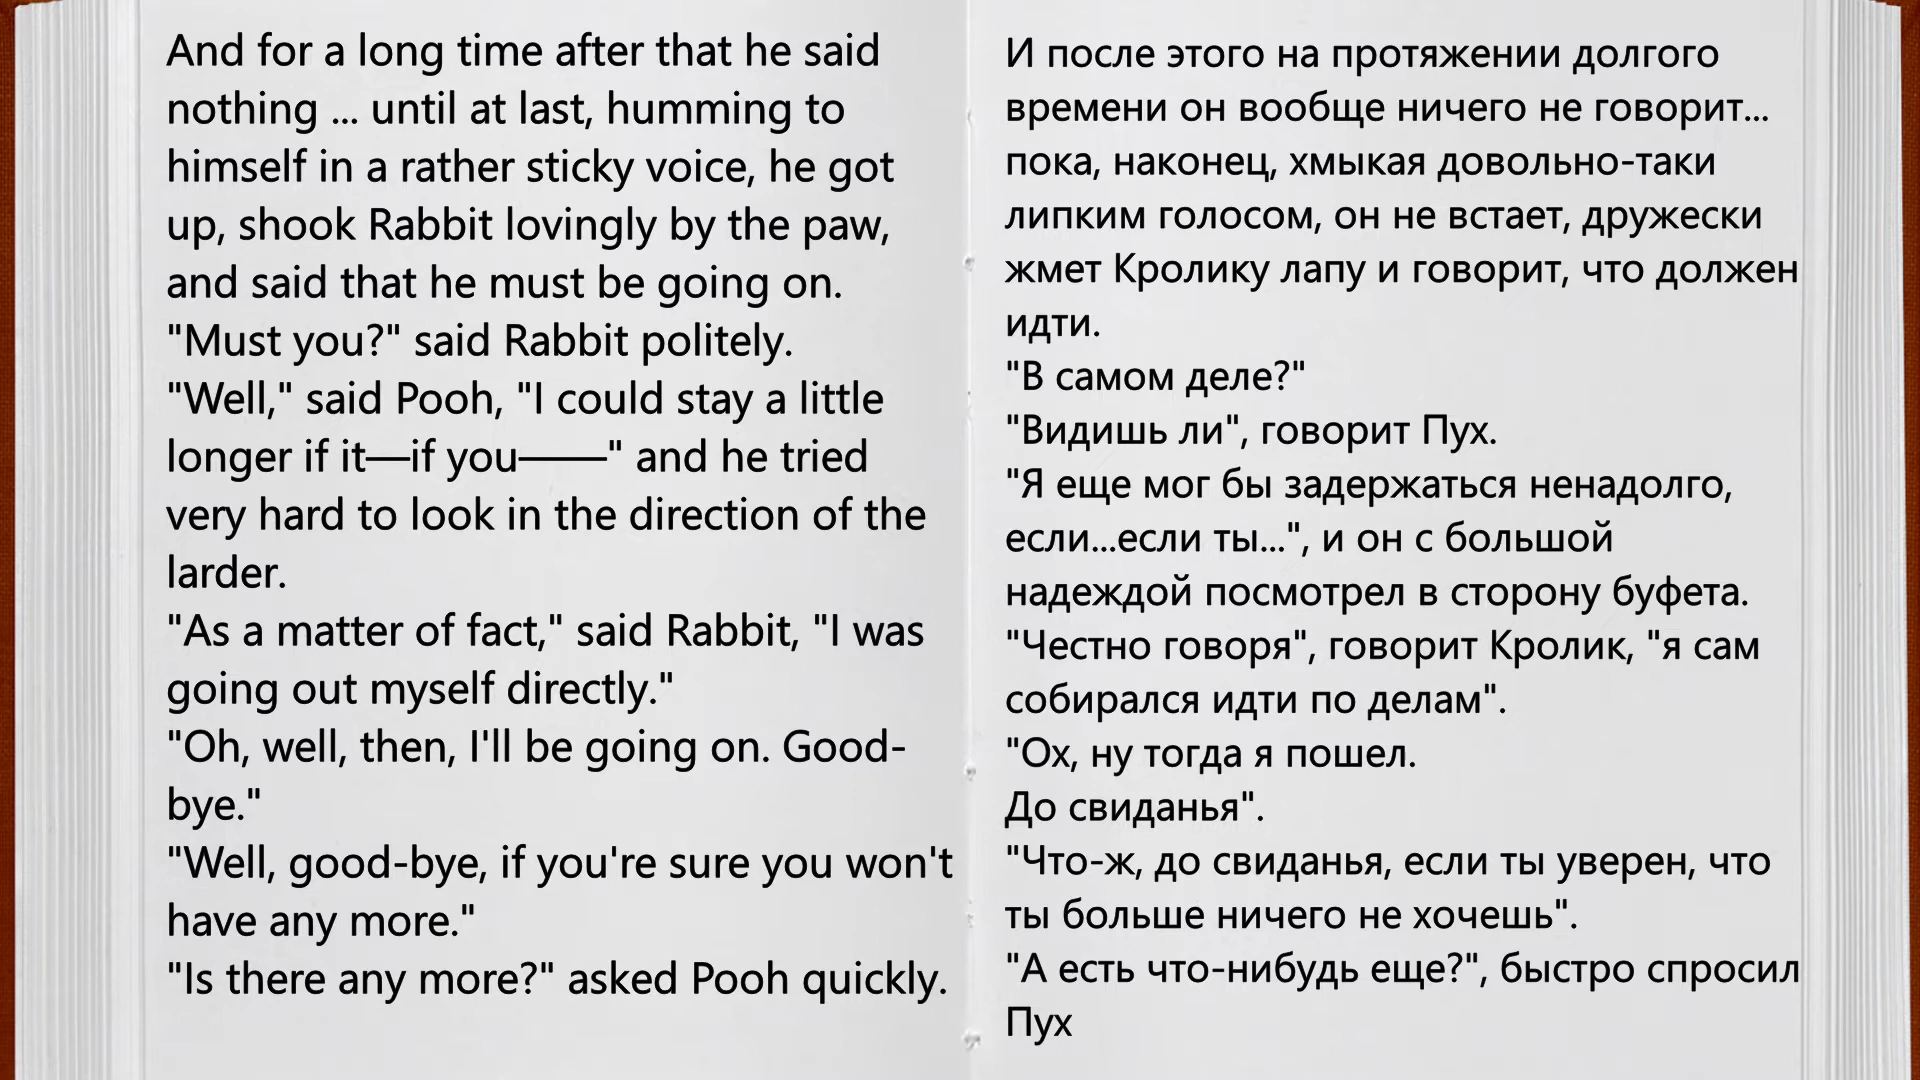 And for a long time after that he said
nothing ... until at last, humming to
himself in a rather sticky voice, he got
up, shook Rabbit lovingly by the paw,
and said that he must be going on.
"Must you?" said Rabbit politely.
"Well," said Pooh, "I could stay a little
longer if it—if you——" and he tried
very hard to look in the direction of the
larder.
"As a matter of fact," said Rabbit, "I was
going out myself directly."
"Oh, well, then, I'll be going on. Good-
bye."
"Well, good-bye, if you're sure you won't
have any more."
"Is there any more?" asked Pooh quickly.
И после этого на протяжении долгого
времени он вообще ничего не говорит...
пока, наконец, хмыкая довольно-таки
липким голосом, он не встает, дружески
жмет Кролику лапу и говорит, что должен
идти.
"В самом деле?"
"Видишь ли", говорит Пух.
"Я еще мог бы задержаться ненадолго,
если...если ты...", и он с большой
надеждой посмотрел в сторону буфета.
"Честно говоря", говорит Кролик, "я сам
собирался идти по делам".
"Ох, ну тогда я пошел.
До свиданья".
"Что-ж, до свиданья, если ты уверен, что
ты больше ничего не хочешь".
"А есть что-нибудь еще?", быстро спросил
Пух